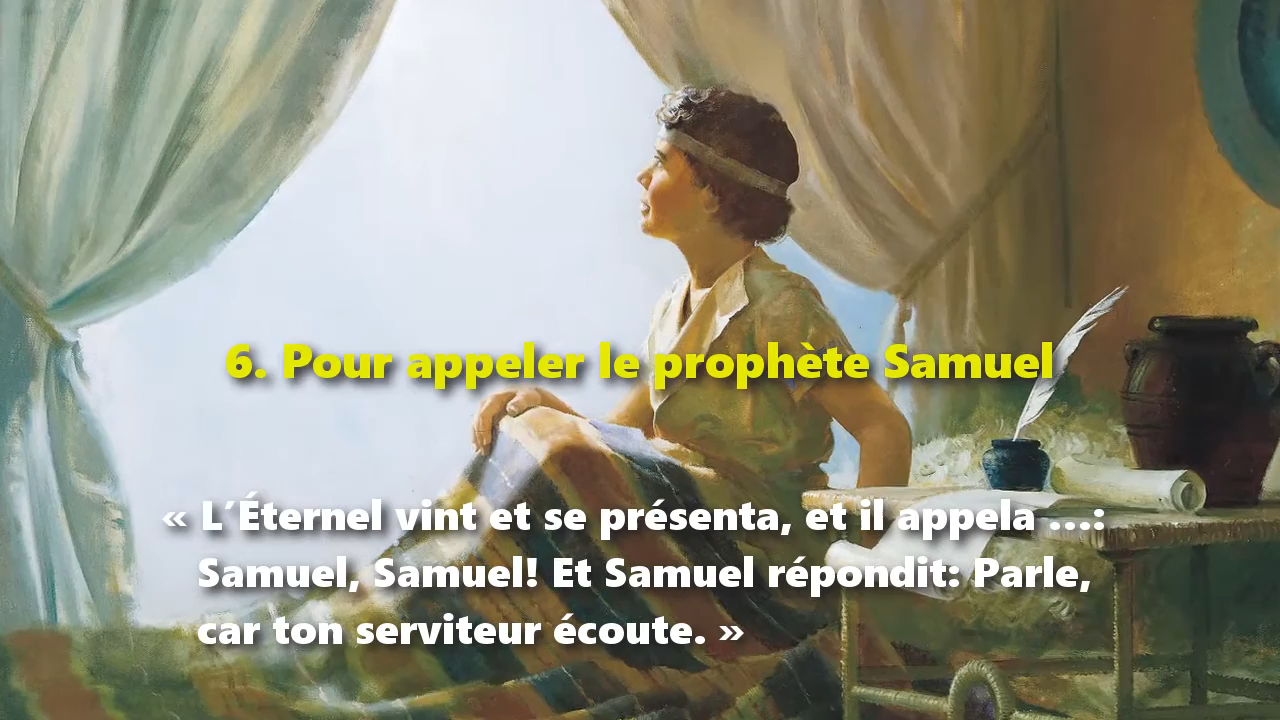 6. Pour appeler le prophète Samuel
« L´Éternel vint et se présenta, et il appela ...:
Samuel, Samuel! Et Samuel répondit: Parle,
car ton serviteur écoute. »